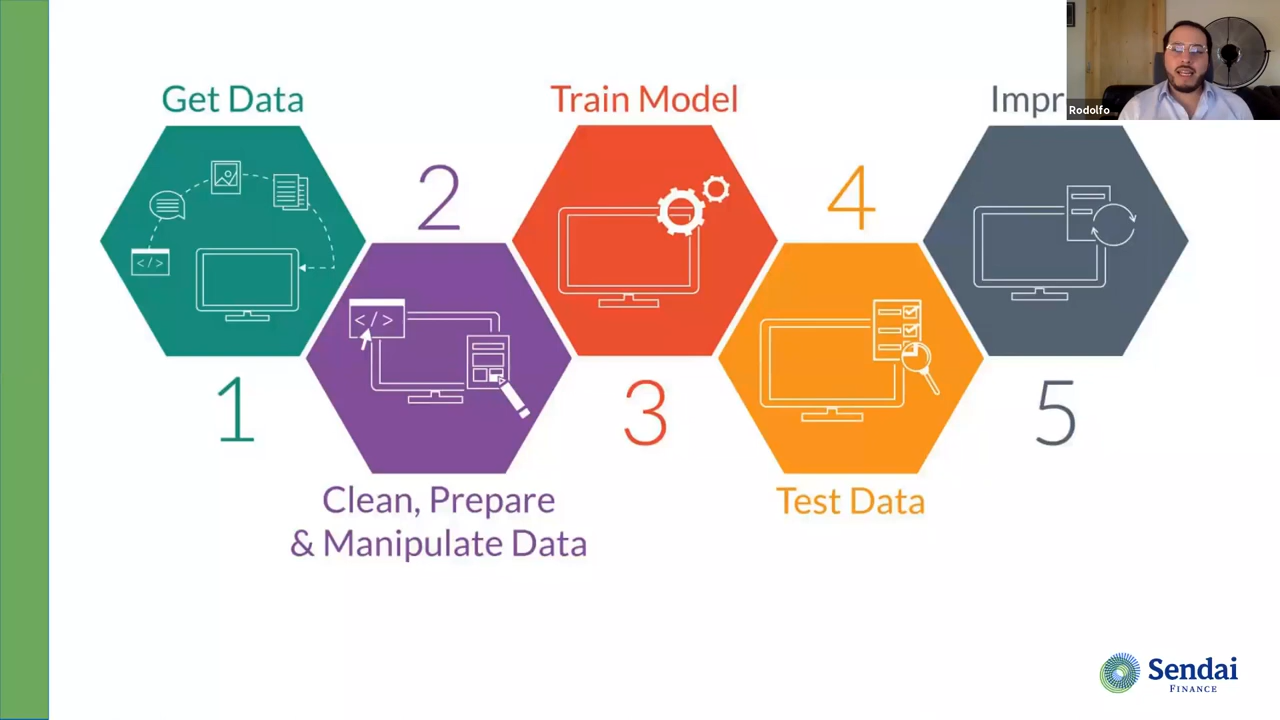 Get Data
Train Model
Impr
Rodolfo
2
4
</>
</>
1
3
5
Clean, Prepare
& Manipulate Data
Test Data
Sendai
FINANCE